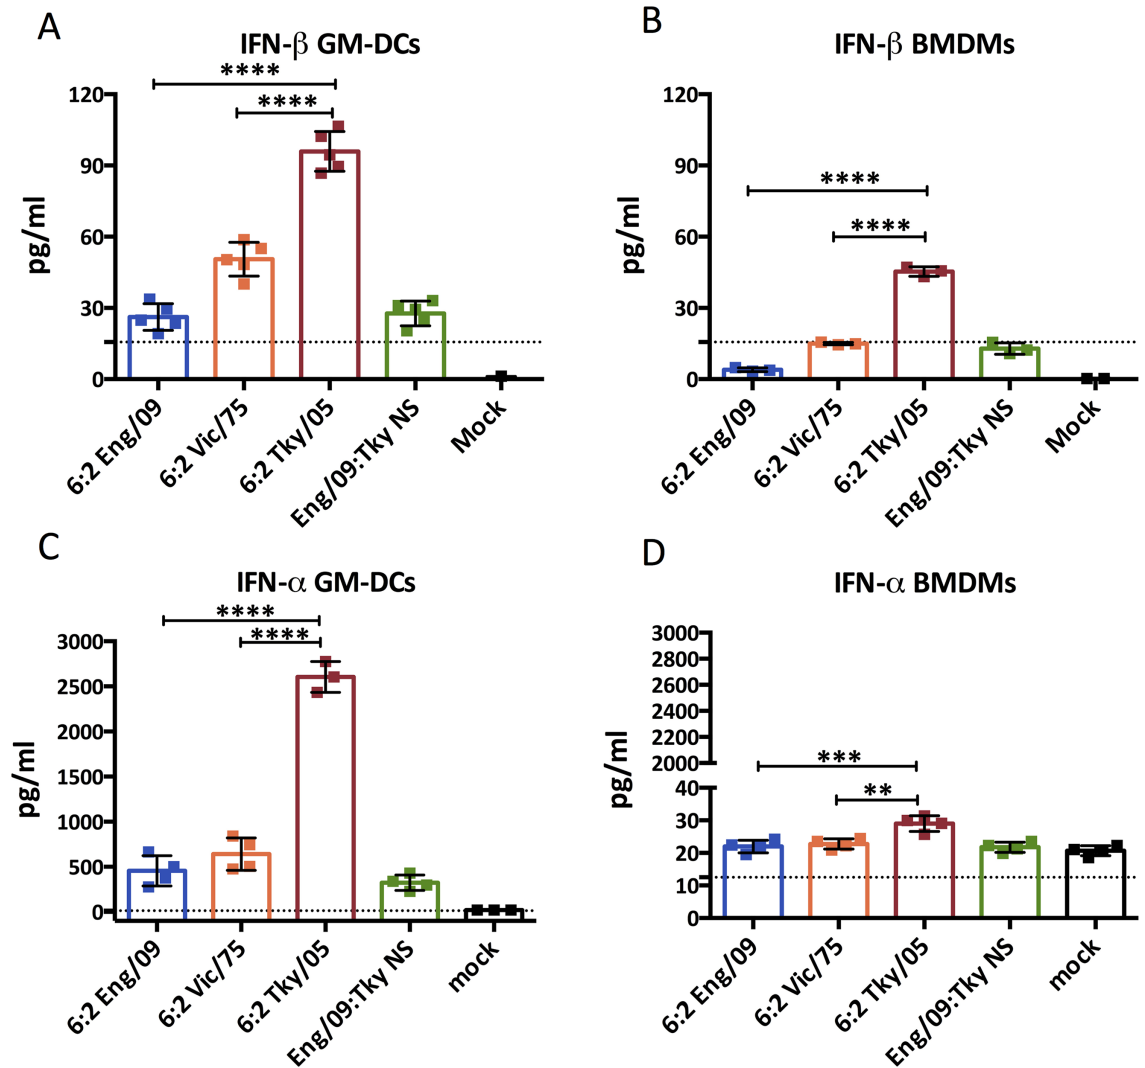 A
IFN-β GM-DCs
****
****
120
90
60
30
0
pg/ml
6:2 Eng/09
6:2 Vic/75
6:2 Tky/05
Eng/09:Tky NS
Mock
B
IFN-β BMDMs
****
****
120
90
60
30
0
pg/ml
6:2 Eng/09
6:2 Vic/75
6:2 Tky/05
Eng/09:Tky NS
Mock
C
IFN-α GM-DCs
****
****
3000
2500
2000
1500
1000
500
0
pg/ml
6:2 Eng/09
6:2 Vic/75
6:2 Tky/05
Eng/09:Tky NS
mock
D
IFN-α BMDMs
***
**
3000
2800
2600
2400
2200
2000
40
30
20
10
0
pg/ml
6:2 Eng/09
6:2 Vic/75
6:2 Tky/05
Eng/09:Tky NS
mock